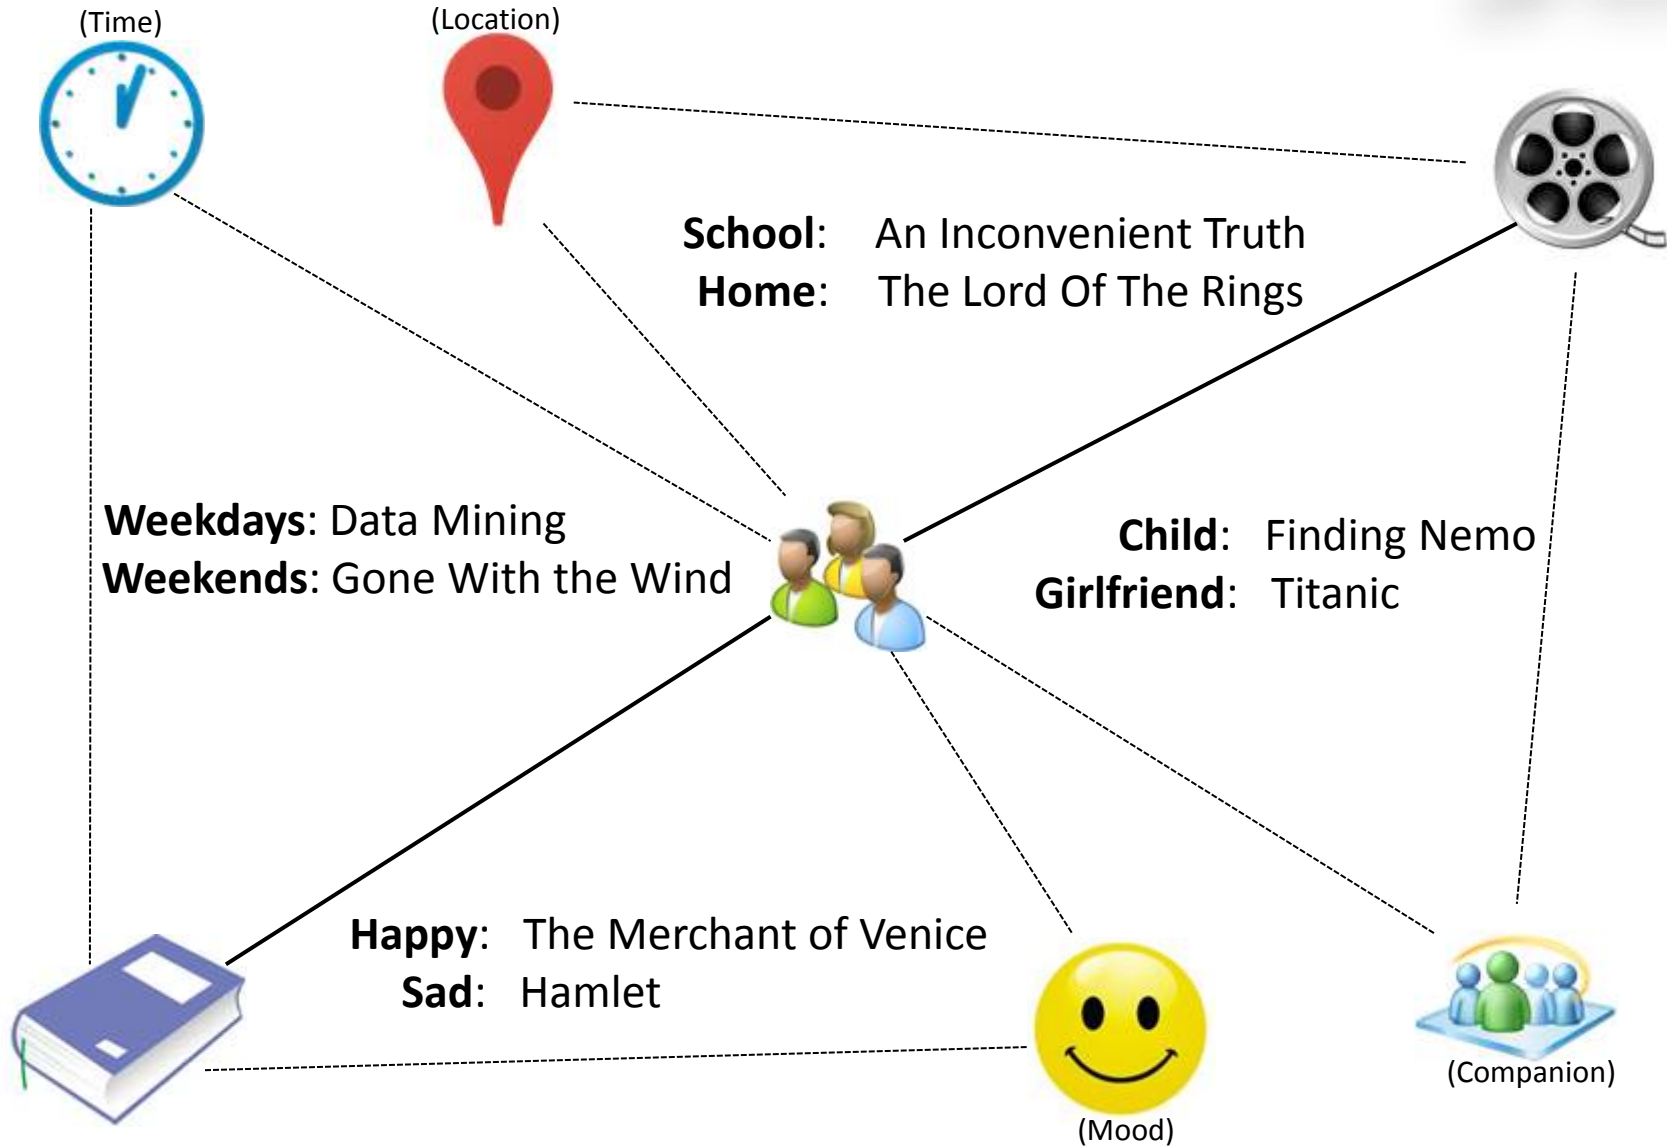 (Time)
(Location)
School: An Inconvenient Truth
Home: The Lord Of The Rings
Weekdays: Data Mining
Weekends: Gone With the Wind
Child: Finding Nemo
Girlfriend: Titanic
Happy: The Merchant of Venice
Sad: Hamlet
(Companion)
(Mood)